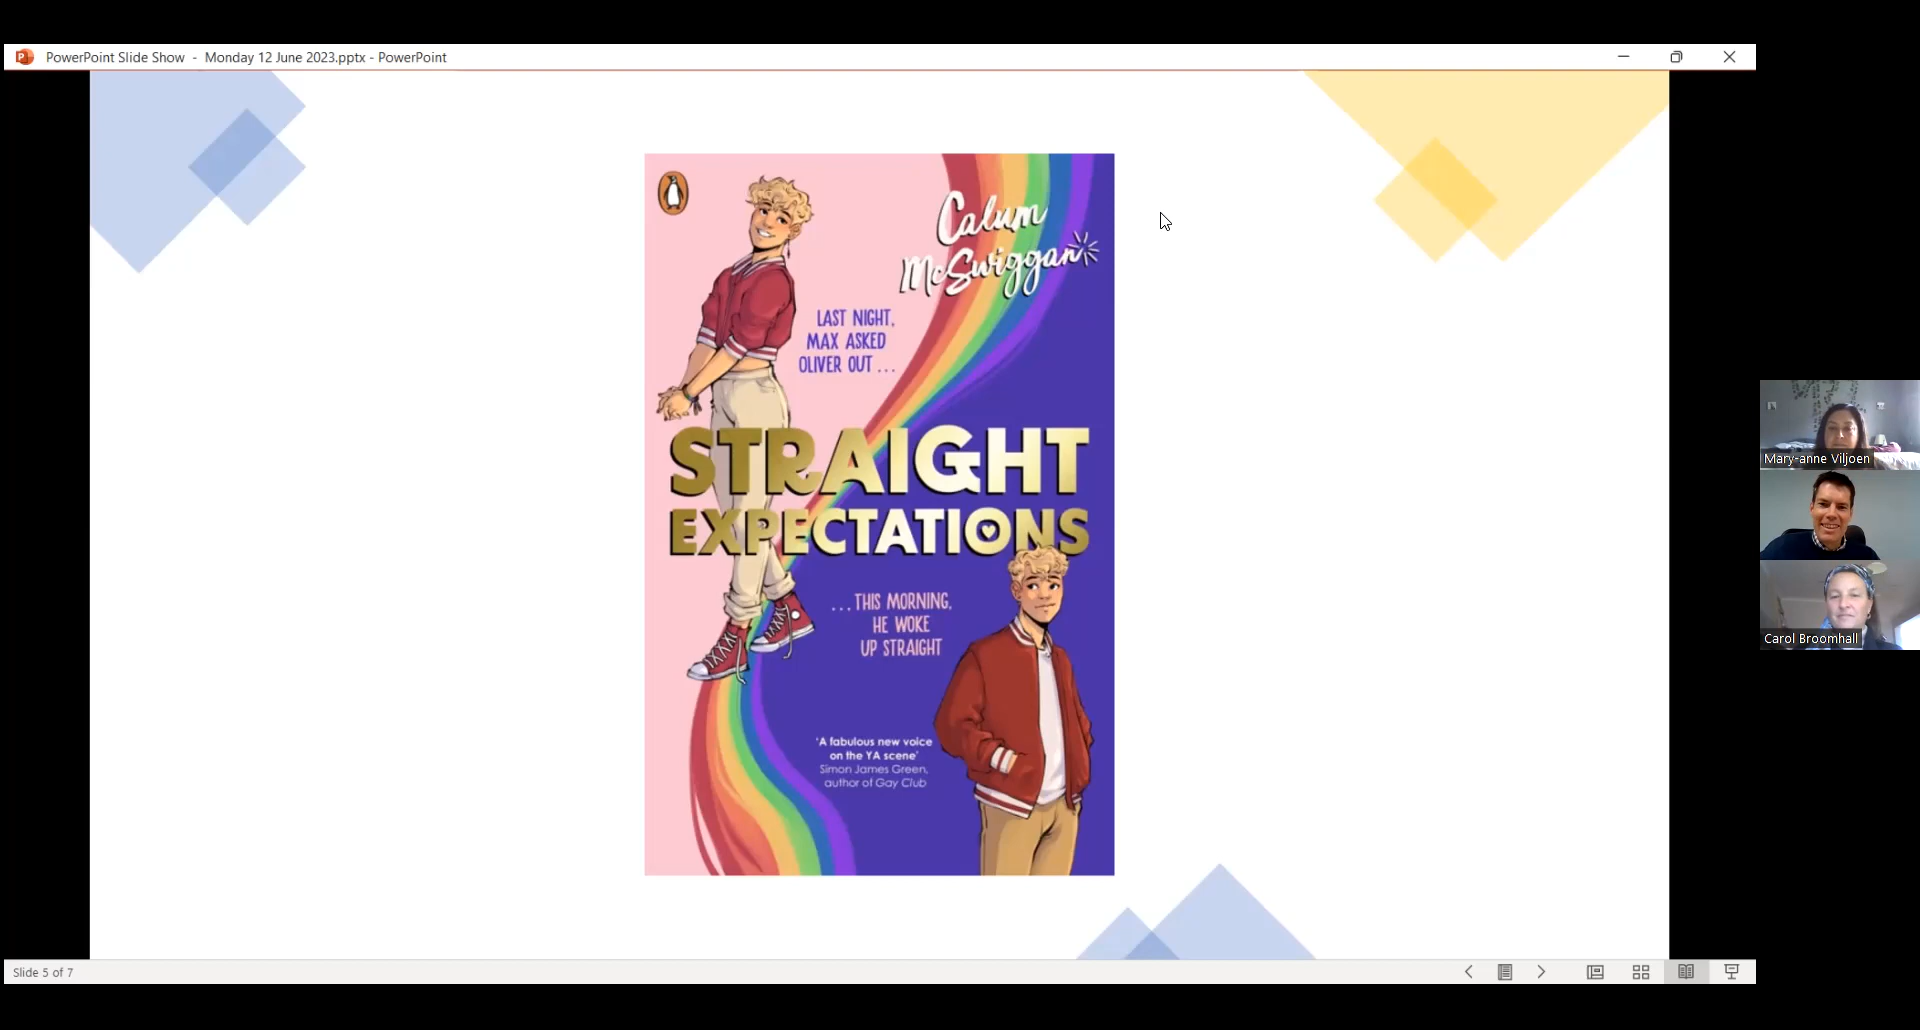 PowerPoint Slide Show - Monday 12 June 2023.pptx - PowerPoint
Calum
McSwiggan
LAST NIGHT,
MAX ASKED
OLIVER OUT ...
STRAIGHT
EXPECTATIONS
...THIS MORNING,
HE WOKE
UP STRAIGHT
'A fabulous new voice
on the YA scene'
Simon James Green,
author of Gay Club
Mary-anne Viljoen
Carol Broomhall
Slide 5 of 7